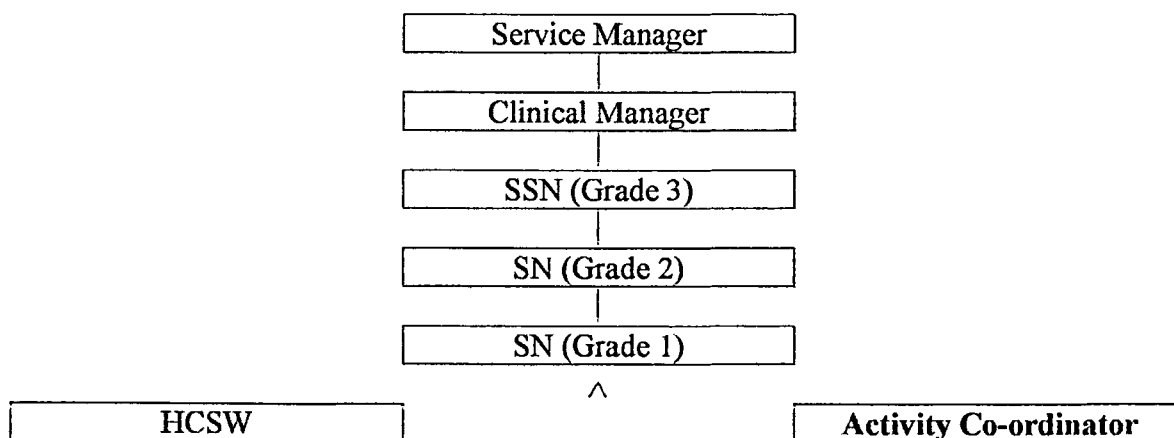 Service Manager
Clinical Manager
SSN (Grade 3)
SN (Grade 2)
SN (Grade 1)
HCSW
Activity Co-ordinator